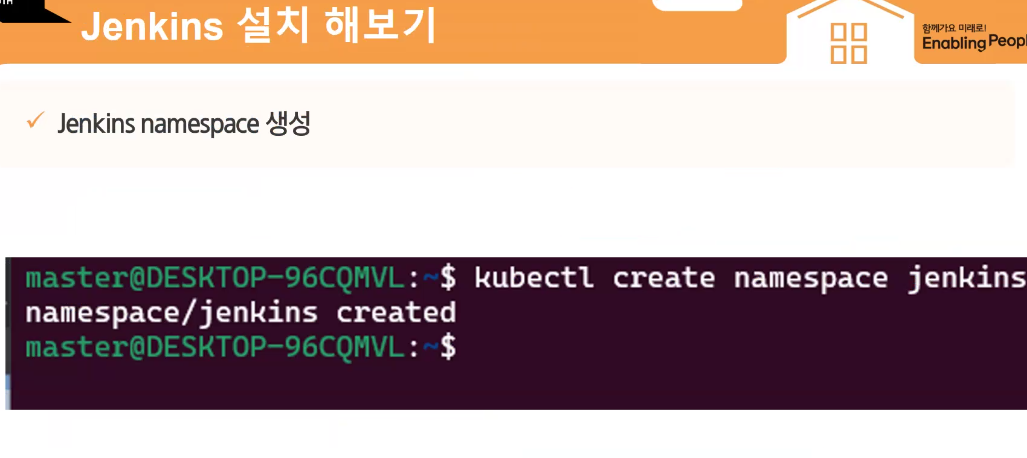 Jenkins 설치 해보기
함께가요 미래로!
Enabling
✓ Jenkins namespace 생성
master@DESKTOP-96CQMVL:~$ kubectl create namespace jenkins
namespace/jenkins created
master@DESKTOP-96CQMVL:~$